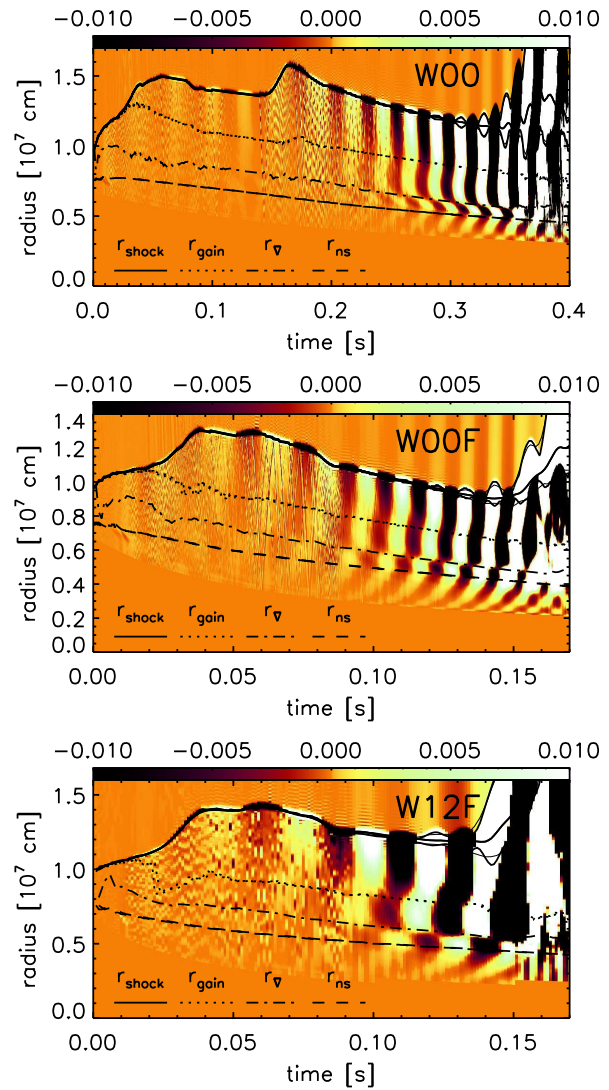 −0.010 −0.005 0.000 0.005 0.010
W00
1.5
1.0
0.5
0.0
radius [10⁷ cm]
r_shock r_gain r_∇ r_ns
0.0 0.1 0.2 0.3 0.4
time [s]
−0.010 −0.005 0.000 0.005 0.010
W00F
1.4
1.2
1.0
0.8
0.6
0.4
0.2
0.0
radius [10⁷ cm]
r_shock r_gain r_∇ r_ns
0.00 0.05 0.10 0.15
time [s]
−0.010 −0.005 0.000 0.005 0.010
W12F
1.5
1.0
0.5
0.0
radius [10⁷ cm]
r_shock r_gain r_∇ r_ns
0.00 0.05 0.10 0.15
time [s]